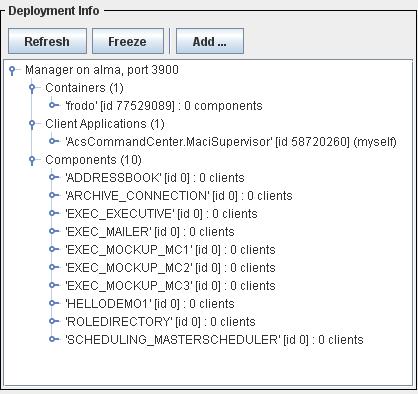 Deployment Info
Refresh Freeze Add ...
Manager on alma, port 3900
Containers (1)
'frodo' [id 77529089] : 0 components
Client Applications (1)
'AcsCommandCenter.MaciSupervisor' [id 58720260] (myself)
Components (10)
'ADDRESSBOOK' [id 0] : 0 clients
'ARCHIVE_CONNECTION' [id 0] : 0 clients
'EXEC_EXECUTIVE' [id 0] : 0 clients
'EXEC_MAILER' [id 0] : 0 clients
'EXEC_MOCKUP_MC1' [id 0] : 0 clients
'EXEC_MOCKUP_MC2' [id 0] : 0 clients
'EXEC_MOCKUP_MC3' [id 0] : 0 clients
'HELLODEMO1' [id 0] : 0 clients
'ROLEDIRECTORY' [id 0] : 0 clients
'SCHEDULING_MASTERSCHEDULER' [id 0] : 0 clients